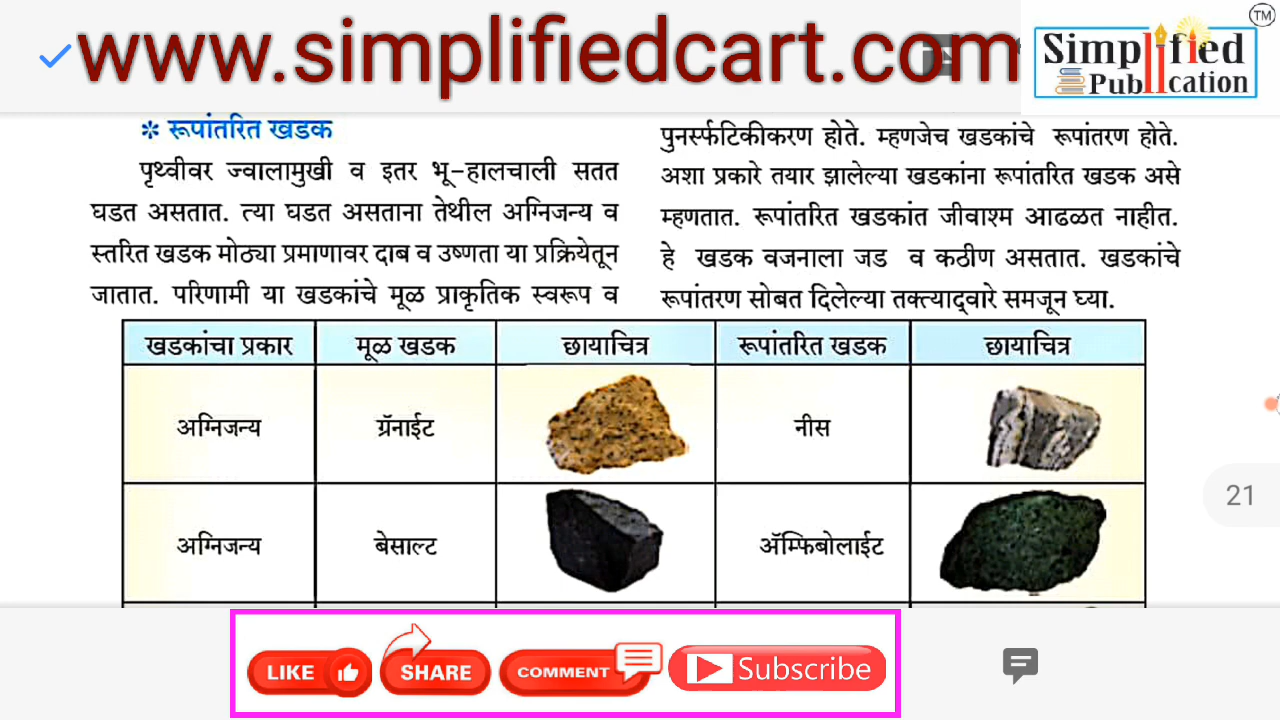 www.simplifiedcart.com
TM
Simplified
Publication
* रूपांतरित खडक
पृथ्वीवर ज्वालामुखी व इतर भू-हालचाली सतत
घडत असतात. त्या घडत असताना तेथील अग्निजन्य व
स्तरित खडक मोठ्या प्रमाणावर दाब व उष्णता या प्रक्रियेतून
जातात. परिणामी या खडकांचे मूळ प्राकृतिक स्वरूप व
पुनर्स्फटिकीकरण होते. म्हणजेच खडकांचे रूपांतरण होते.
अशा प्रकारे तयार झालेल्या खडकांना रूपांतरित खडक असे
म्हणतात. रूपांतरित खडकांत जीवाश्म आढळत नाहीत.
हे खडक वजनाला जड व कठीण असतात. खडकांचे
रूपांतरण सोबत दिलेल्या तक्त्याद्वारे समजून घ्या.
खडकांचा प्रकार मूळ खडक छायाचित्र रूपांतरित खडक छायाचित्र
अग्निजन्य ग्रॅनाईट नीस
अग्निजन्य बेसाल्ट ॲम्फिबोलाईट
21
LIKE SHARE COMMENT Subscribe